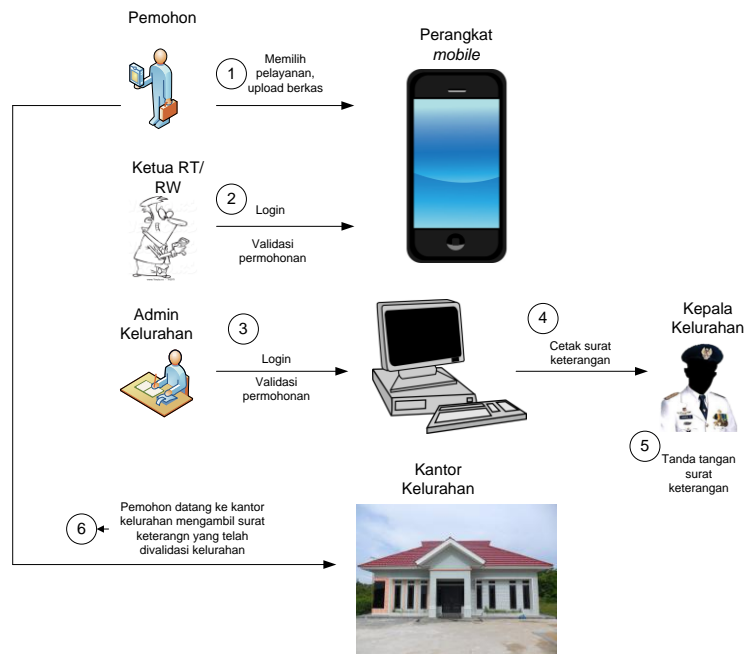 Pemohon
Perangkat
mobile
1
Memilih
pelayanan,
upload berkas
Ketua RT/
RW
2
Login
Validasi
permohonan
Admin
Kelurahan
3
Login
Validasi
permohonan
4
Cetak surat
keterangan
Kepala
Kelurahan
5
Tanda tangan
surat
keterangan
Kantor
Kelurahan
6
Pemohon datang ke kantor
kelurahan mengambil surat
keterangn yang telah
divalidasi kelurahan